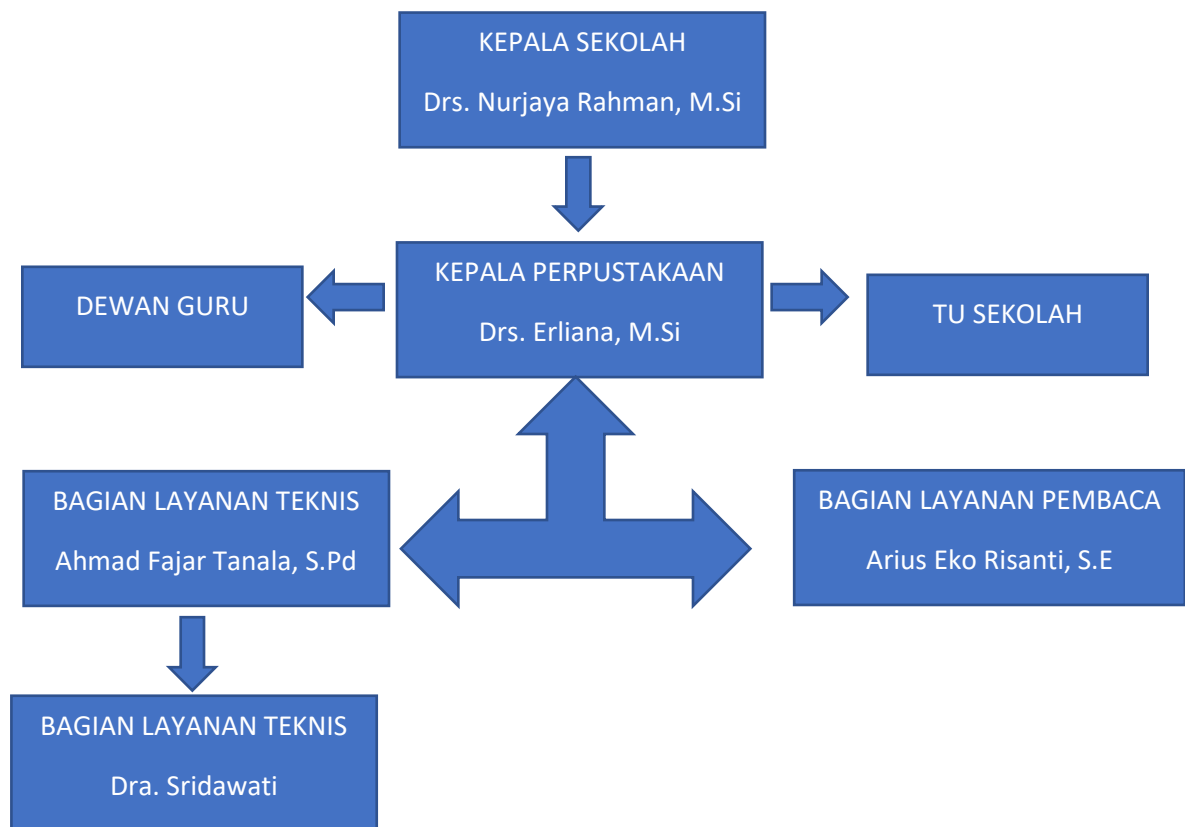 KEPALA SEKOLAH
Drs. Nurjaya Rahman, M.Si
KEPALA PERPUSTAKAAN
Drs. Erliana, M.Si
DEWAN GURU
TU SEKOLAH
BAGIAN LAYANAN TEKNIS
Ahmad Fajar Tanala, S.Pd
BAGIAN LAYANAN PEMBACA
Arius Eko Risanti, S.E
BAGIAN LAYANAN TEKNIS
Dra. Sridawati